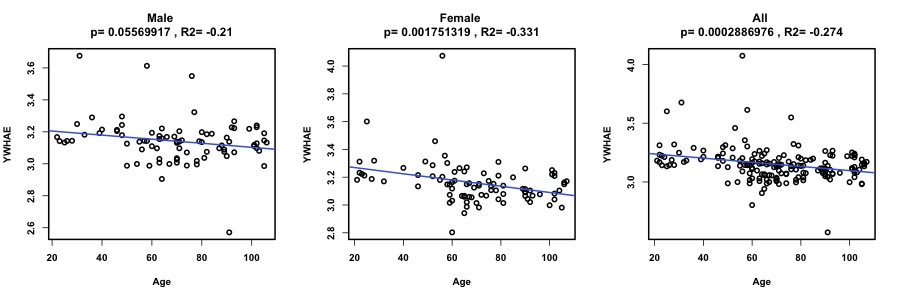 Male
p= 0.05569917 , R2= -0.21
YWHAE
3.6
3.4
3.2
3.0
2.8
2.6
20 40 60 80 100
Age
Female
p= 0.001751319 , R2= -0.331
YWHAE
4.0
3.8
3.6
3.4
3.2
3.0
2.8
20 40 60 80 100
Age
All
p= 0.0002886976 , R2= -0.274
YWHAE
4.0
3.5
3.0
20 40 60 80 100
Age